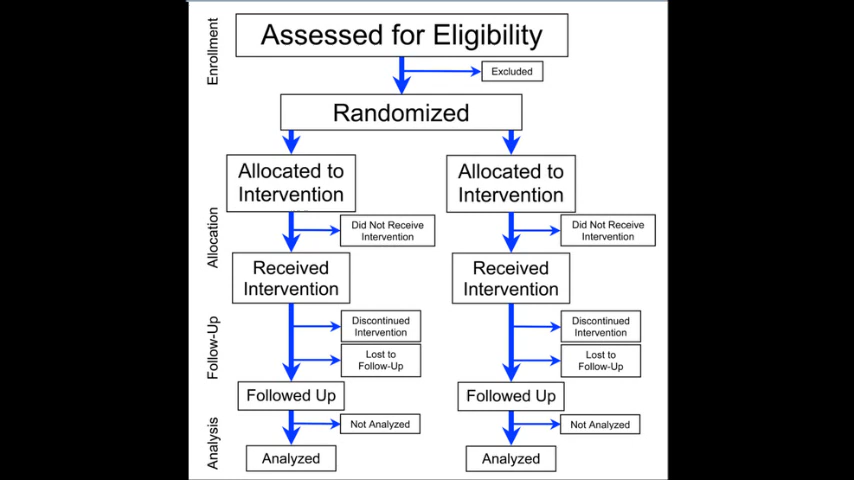 Enrollment
Assessed for Eligibility
Excluded
Randomized
Allocated to
Intervention
Allocated to
Intervention
Allocation
Did Not Receive
Intervention
Did Not Receive
Intervention
Received
Intervention
Received
Intervention
Follow-Up
Discontinued
Intervention
Discontinued
Intervention
Lost to
Follow-Up
Lost to
Follow-Up
Followed Up
Followed Up
Analysis
Not Analyzed
Not Analyzed
Analyzed
Analyzed